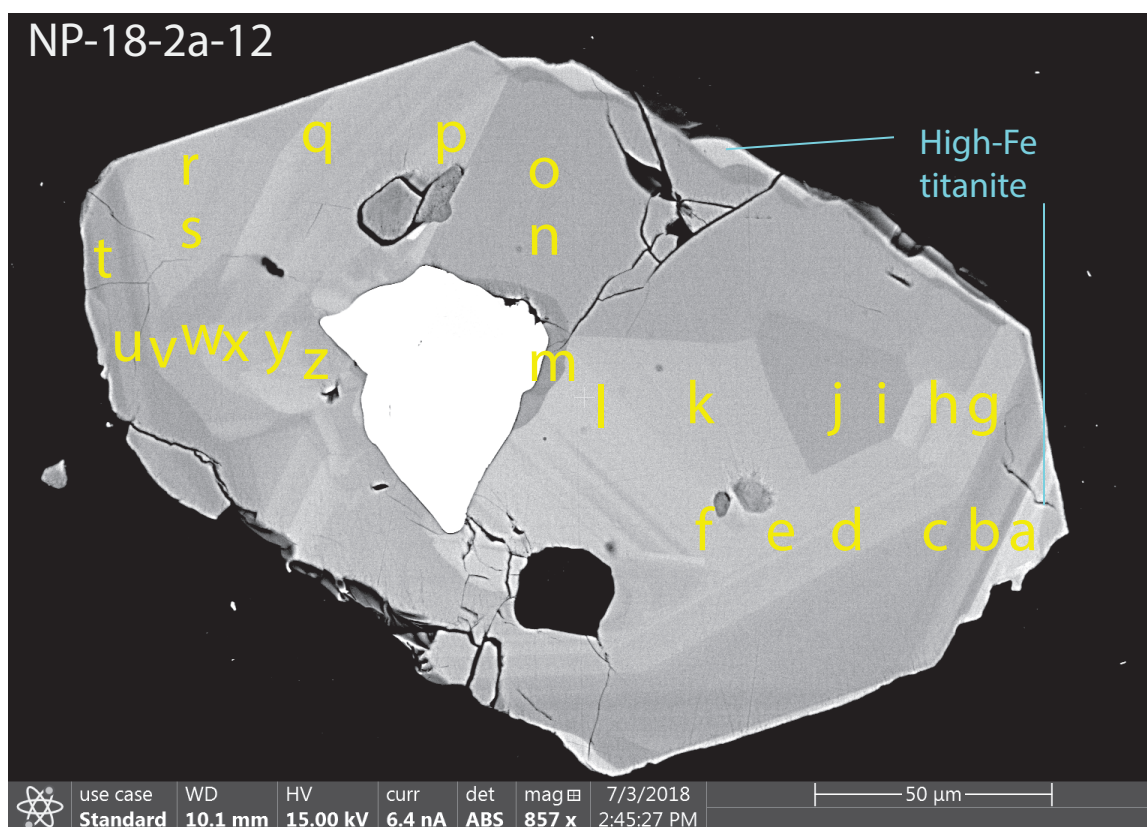 NP-18-2a-12
High-Fe
titanite
q p
r o
s n
t
u v w x y z m
l k j i h g
f e d c b a
use case WD HV curr det mag ⊞ 7/3/2018 50 µm
Standard 10.1 mm 15.00 kV 6.4 nA ABS 857 x 2:45:27 PM